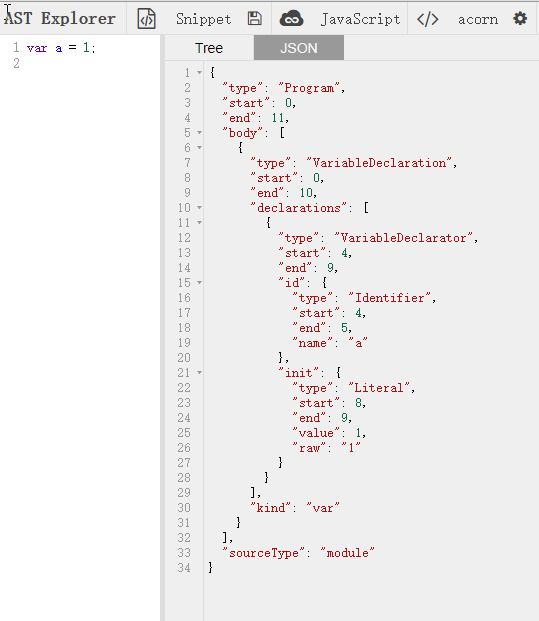 AST Explorer Snippet JavaScript </> acorn
Tree JSON
1 var a = 1;
2
1 {
2 "type": "Program",
3 "start": 0,
4 "end": 11,
5 "body": [
6 {
7 "type": "VariableDeclaration",
8 "start": 0,
9 "end": 10,
10 "declarations": [
11 {
12 "type": "VariableDeclarator",
13 "start": 4,
14 "end": 9,
15 "id": {
16 "type": "Identifier",
17 "start": 4,
18 "end": 5,
19 "name": "a"
20 },
21 "init": {
22 "type": "Literal",
23 "start": 8,
24 "end": 9,
25 "value": 1,
26 "raw": "1"
27 }
28 }
29 ],
30 "kind": "var"
31 }
32 ],
33 "sourceType": "module"
34 }